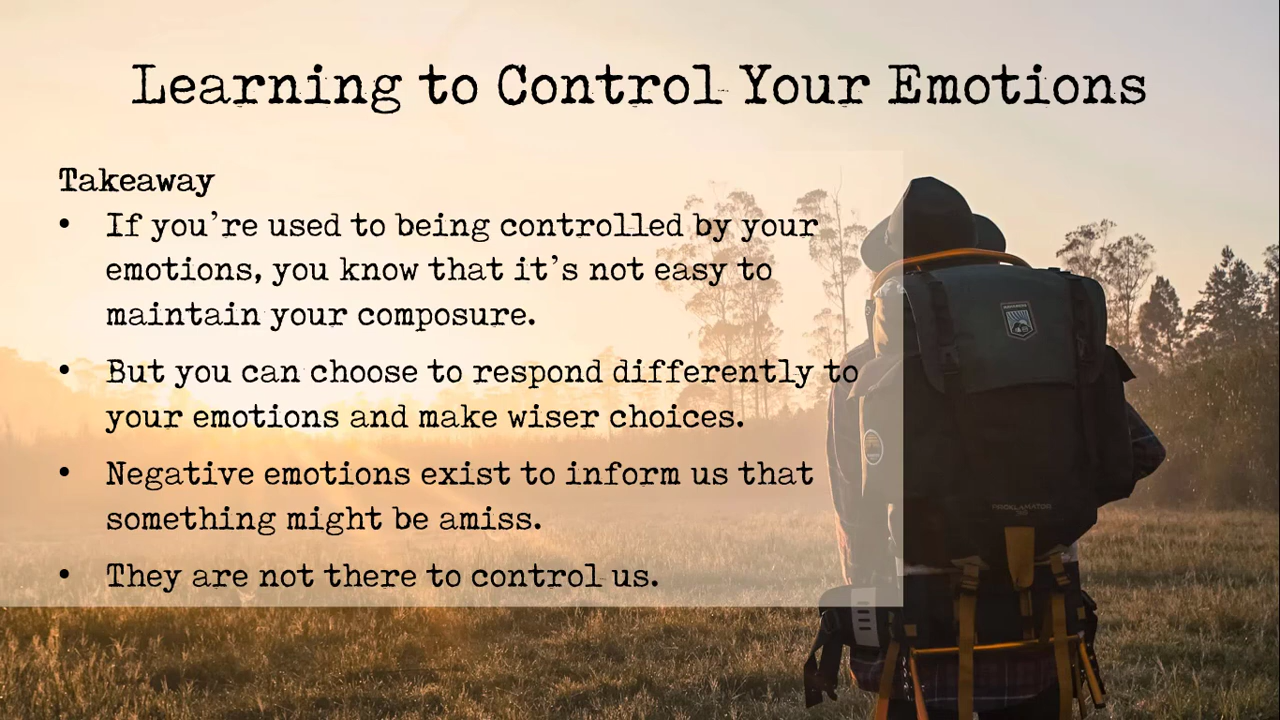 Learning to Control Your Emotions
Takeaway
• If you're used to being controlled by your
emotions, you know that it's not easy to
maintain your composure.
• But you can choose to respond differently to
your emotions and make wiser choices.
• Negative emotions exist to inform us that
something might be amiss.
• They are not there to control us.